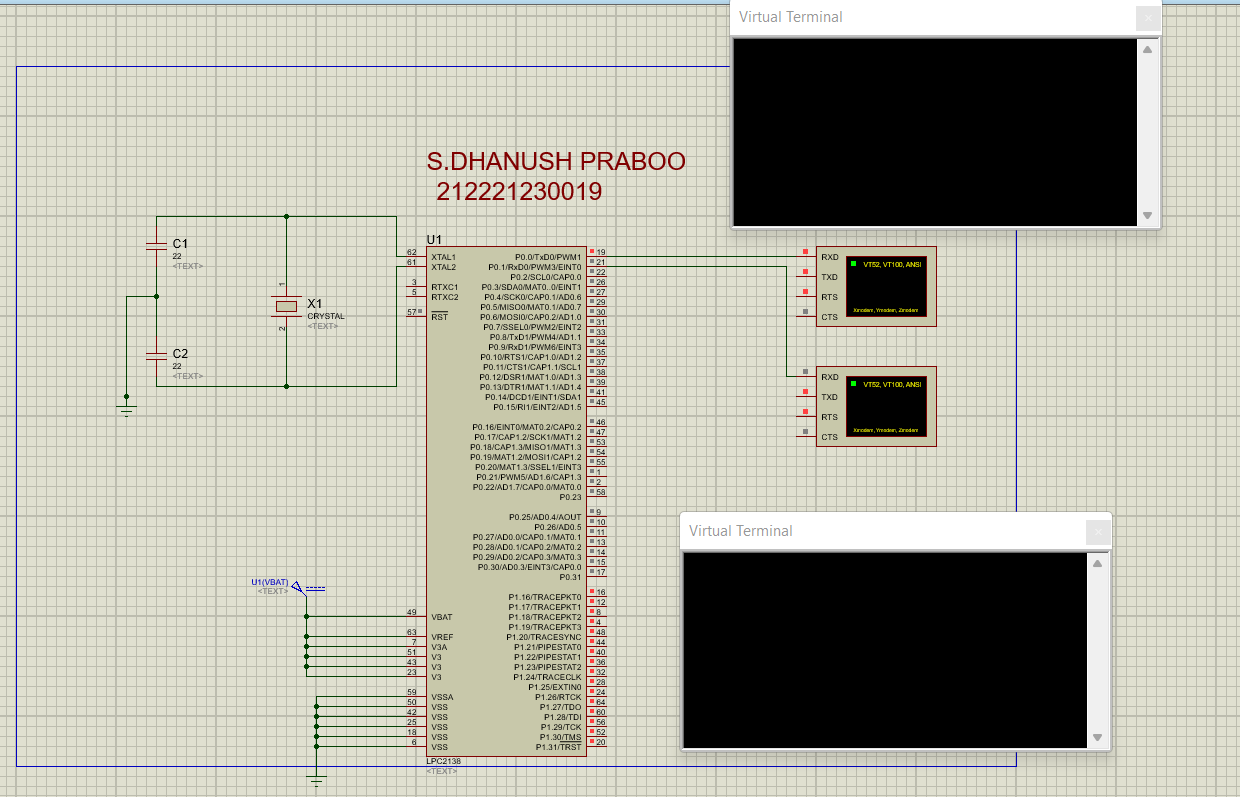 Virtual Terminal
S.DHANUSH PRABOO
212221230019
C1
22
<TEXT>
C2
22
<TEXT>
1
X1
CRYSTAL
<TEXT>
2
U1
62 XTAL1
61 XTAL2
3 RTXC1
5 RTXC2
57 RST
P0.0/TxD0/PWM1 19
P0.1/RxD0/PWM3/EINT0 21
P0.2/SCL0/CAP0.0 22
P0.3/SDA0/MAT0..0/EINT1 26
P0.4/SCK0/CAP0.1/AD0.6 27
P0.5/MISO0/MAT0.1/AD0.7 29
P0.6/MOSI0/CAP0.2/AD1.0 30
P0.7/SSEL0/PWM2/EINT2 31
P0.8/TxD1/PWM4/AD1.1 33
P0.9/RxD1/PWM6/EINT3 34
P0.10/RTS1/CAP1.0/AD1.2 35
P0.11/CTS1/CAP1.1/SCL1 37
P0.12/DSR1/MAT1.0/AD1.3 38
P0.13/DTR1/MAT1.1/AD1.4 39
P0.14/DCD1/EINT1/SDA1 41
P0.15/RI1/EINT2/AD1.5 45
P0.16/EINT0/MAT0.2/CAP0.2 46
P0.17/CAP1.2/SCK1/MAT1.2 47
P0.18/CAP1.3/MISO1/MAT1.3 53
P0.19/MAT1.2/MOSI1/CAP1.2 54
P0.20/MAT1.3/SSEL1/EINT3 55
P0.21/PWM5/AD1.6/CAP1.3 1
P0.22/AD1.7/CAP0.0/MAT0.0 2
P0.23 58
P0.25/AD0.4/AOUT 9
P0.26/AD0.5 10
P0.27/AD0.0/CAP0.1/MAT0.1 11
P0.28/AD0.1/CAP0.2/MAT0.2 13
P0.29/AD0.2/CAP0.3/MAT0.3 14
P0.30/AD0.3/EINT3/CAP0.0 15
P0.31 17
P1.16/TRACEPKT0 16
P1.17/TRACEPKT1 12
P1.18/TRACEPKT2 8
P1.19/TRACEPKT3 4
P1.20/TRACESYNC 48
P1.21/PIPESTAT0 44
P1.22/PIPESTAT1 40
P1.23/PIPESTAT2 36
P1.24/TRACECLK 32
P1.25/EXTIN0 28
P1.26/RTCK 24
P1.27/TDO 64
P1.28/TDI 60
P1.29/TCK 56
P1.30/TMS 52
P1.31/TRST 20
U1(VBAT)
<TEXT>
49 VBAT
63 VREF
7 V3A
51 V3
43 V3
23 V3
59 VSSA
50 VSS
42 VSS
25 VSS
18 VSS
6 VSS
LPC2138
<TEXT>
RXD
TXD
RTS
CTS
VT52, VT100, ANSI
Xmodem, Ymodem, Zmodem
RXD
TXD
RTS
CTS
VT52, VT100, ANSI
Xmodem, Ymodem, Zmodem
Virtual Terminal